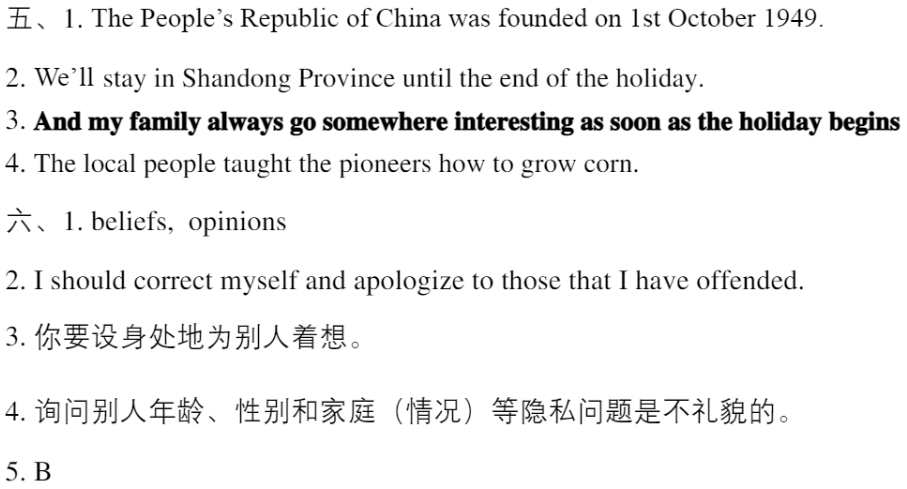 五、1. The People’s Republic of China was founded on 1st October 1949.
2. We’ll stay in Shandong Province until the end of the holiday.
3. And my family always go somewhere interesting as soon as the holiday begins
4. The local people taught the pioneers how to grow corn.
六、1. beliefs, opinions
2. I should correct myself and apologize to those that I have offended.
3. 你要设身处地为别人着想。
4. 询问别人年龄、性别和家庭（情况）等隐私问题是不礼貌的。
5. B